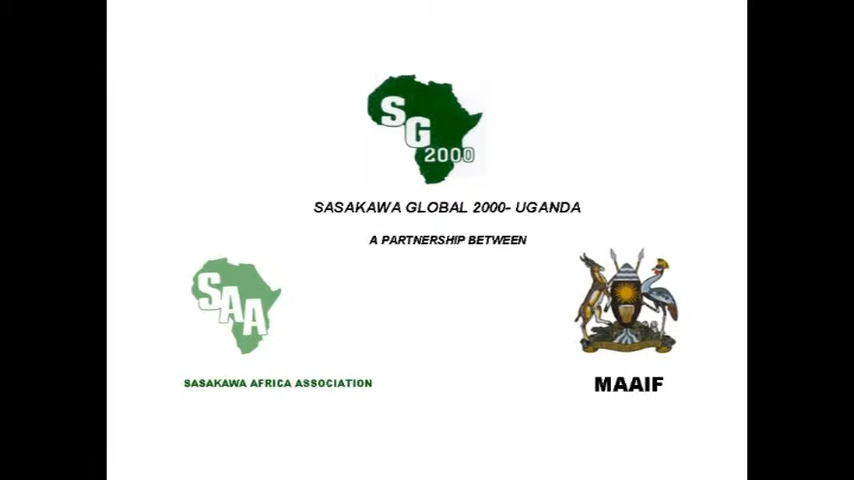 SG
2000
SASAKAWA GLOBAL 2000- UGANDA
A PARTNERSHIP BETWEEN
SAA
SASAKAWA AFRICA ASSOCIATION
MAAIF